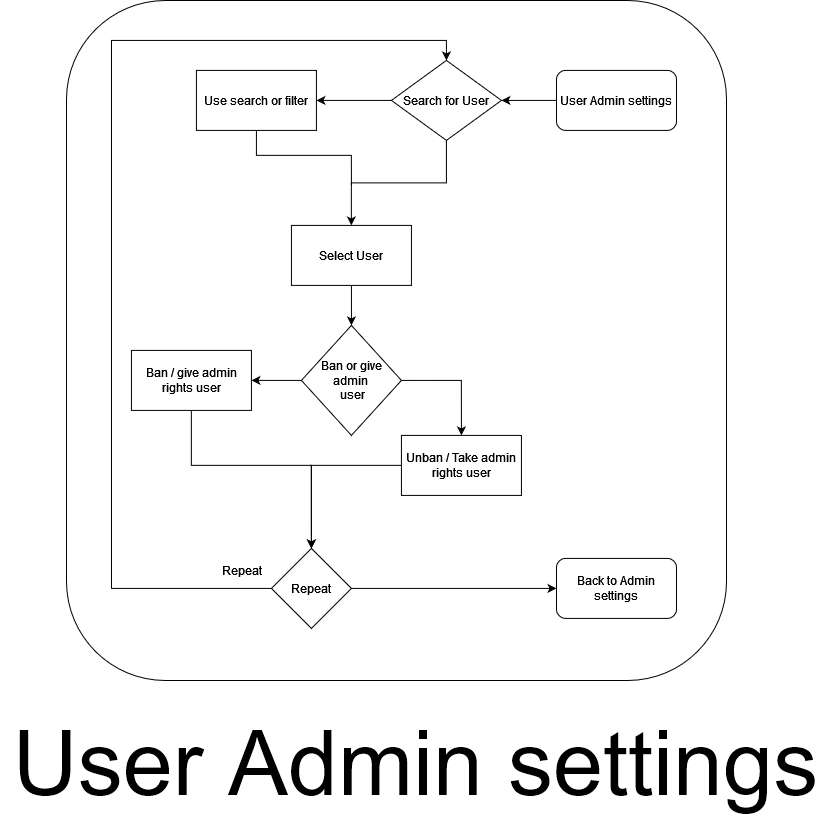 Use search or filter
Search for User
User Admin settings
Select User
Ban / give admin
rights user
Ban or give
admin
user
Unban / Take admin
rights user
Repeat
Repeat
Back to Admin
settings
User Admin settings